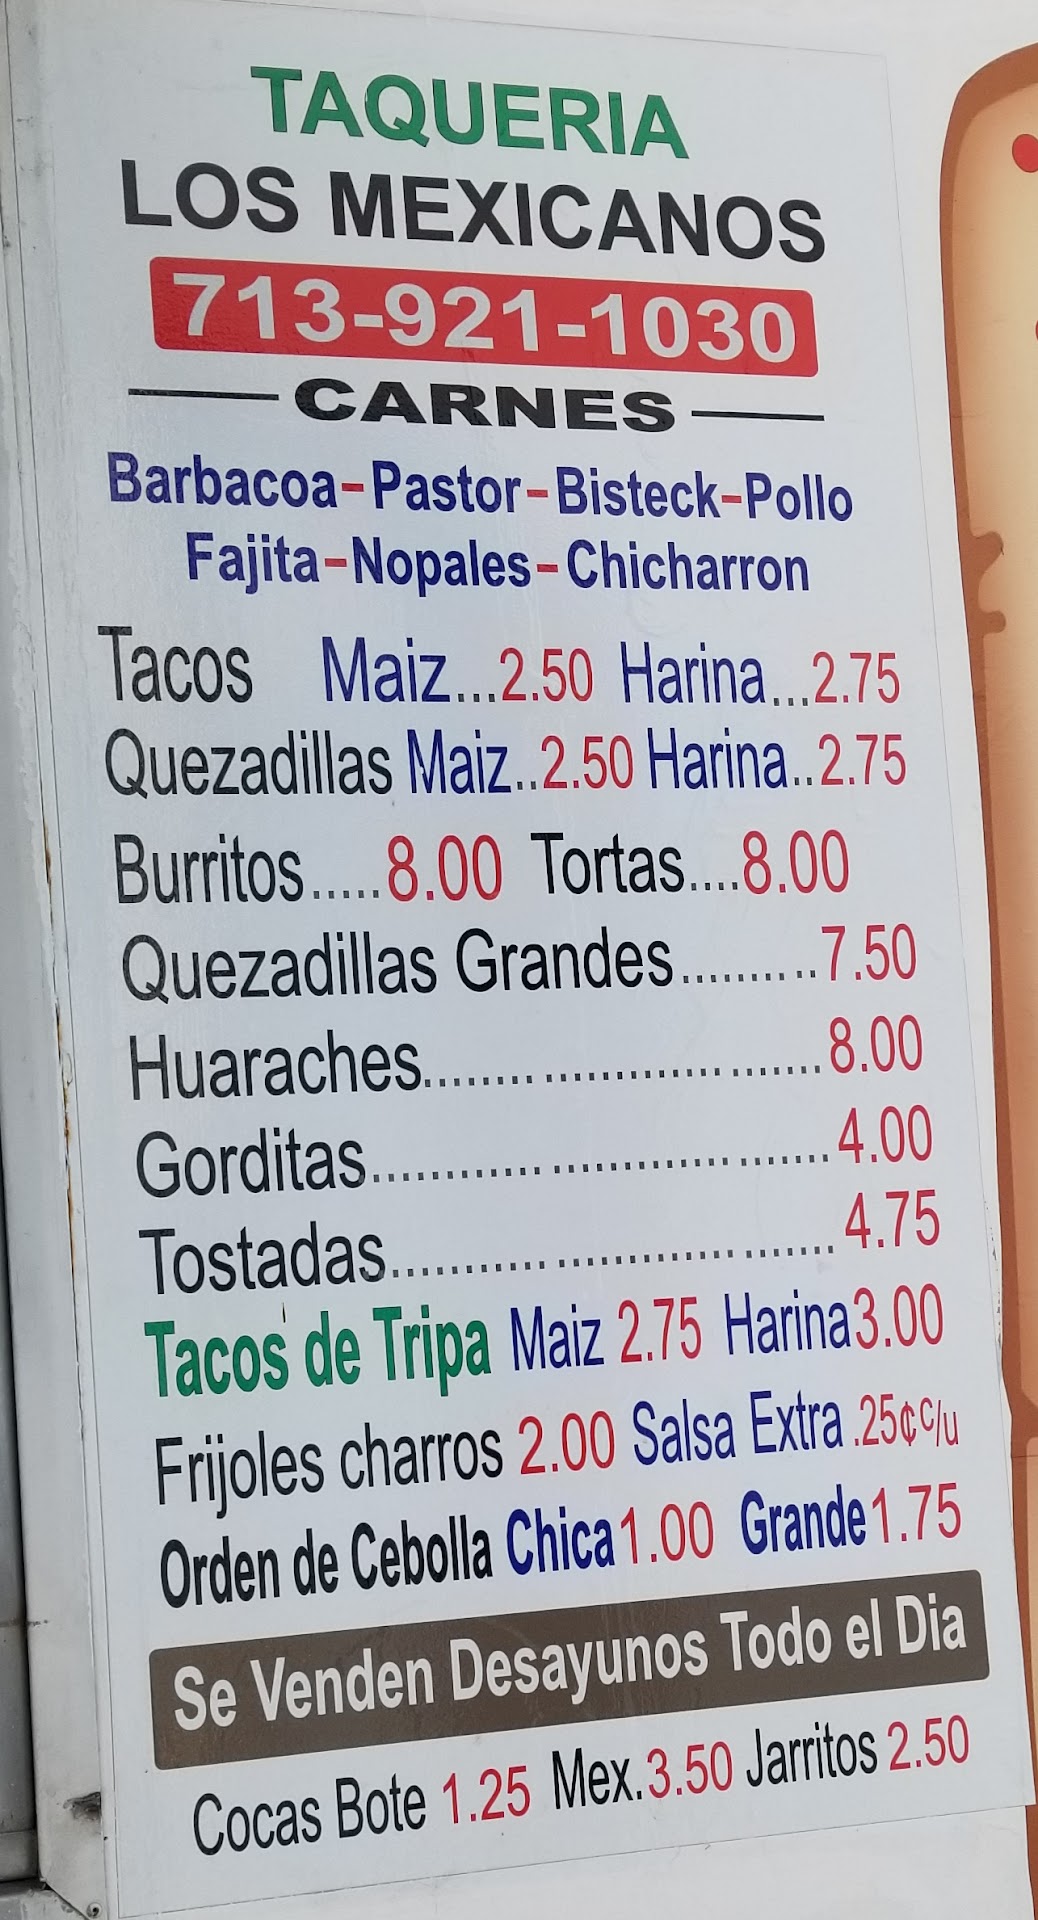 TAQUERIA
LOS MEXICANOS
713-921-1030
CARNES
Barbacoa-Pastor-Bisteck-Pollo
Fajita-Nopales-Chicharron
Tacos Maiz...2.50 Harina...2.75
Quezadillas Maiz..2.50 Harina..2.75
Burritos.....8.00 Tortas....8.00
Quezadillas Grandes...........7.50
Huaraches............................8.00
Gorditas................................4.00
Tostadas...............................4.75
Tacos de Tripa Maiz 2.75 Harina 3.00
Frijoles charros 2.00 Salsa Extra .25¢ c/u
Orden de Cebolla Chica 1.00 Grande 1.75
Se Venden Desayunos Todo el Dia
Cocas Bote 1.25 Mex. 3.50 Jarritos 2.50